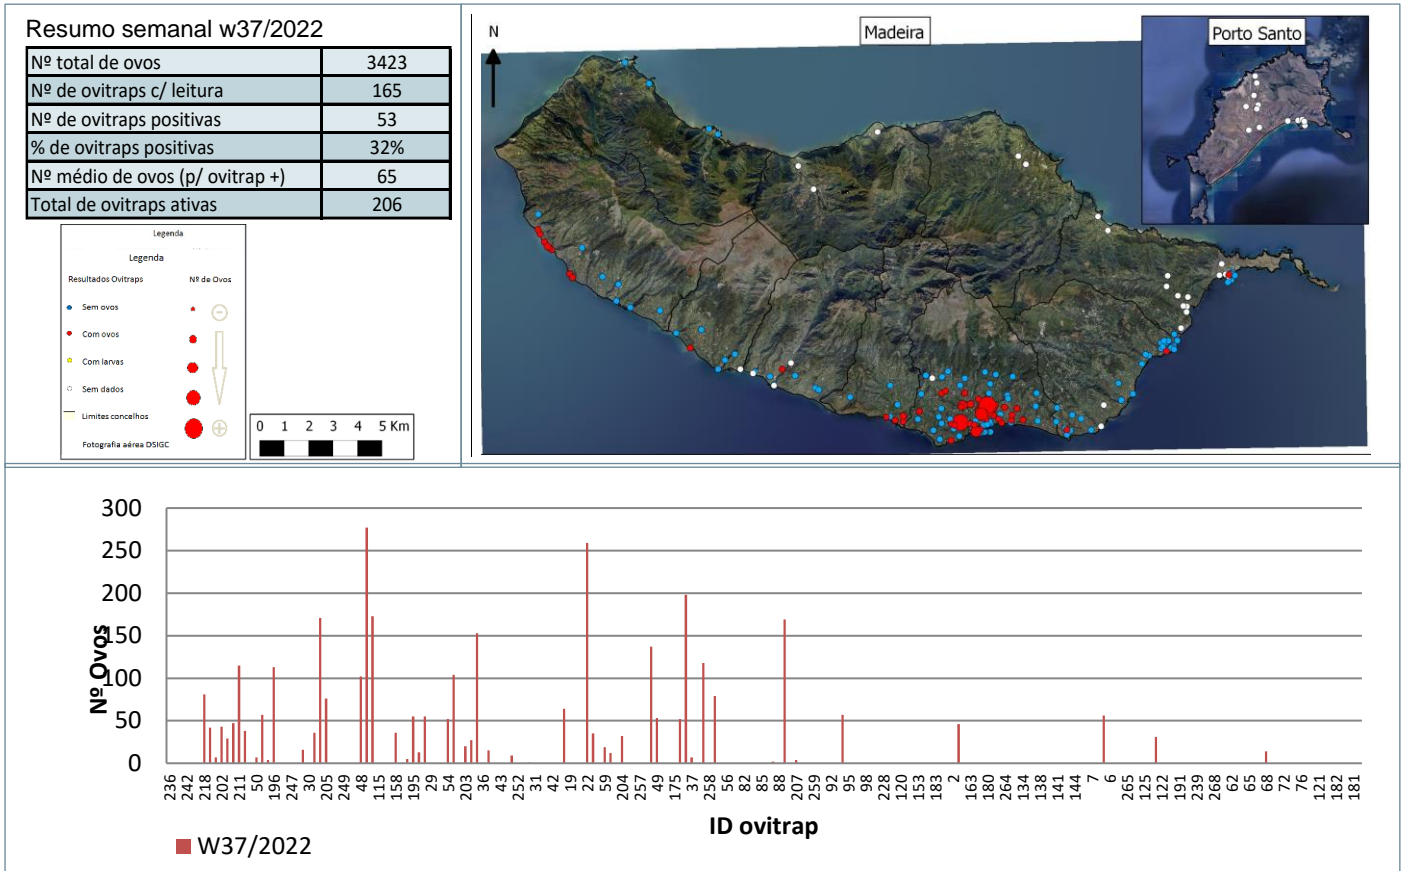 Resumo semanal w37/2022
Nº total de ovos 3423
Nº de ovitraps c/ leitura 165
Nº de ovitraps positivas 53
% de ovitraps positivas 32%
Nº médio de ovos (p/ ovitrap +) 65
Total de ovitraps ativas 206
Legenda
Legenda
Resultados Ovitraps Nº de Ovos
Sem ovos
Com ovos
Com larvas
Sem dados
Limites concelhos
Fotografia aérea DSIGC
0 1 2 3 4 5 Km
N
Madeira
Porto Santo
300
250
200
150
100
50
0
Nº Ovos
236 242 218 202 211 50 196 247 30 205 249 48 115 158 195 29 54 203 36 43 252 31 42 19 22 59 204 257 49 175 37 258 56 82 85 88 207 259 92 95 98 228 120 153 183 2 163 180 264 134 138 141 144 7 6 265 125 122 191 239 268 62 65 68 72 76 121 182 181
ID ovitrap
W37/2022